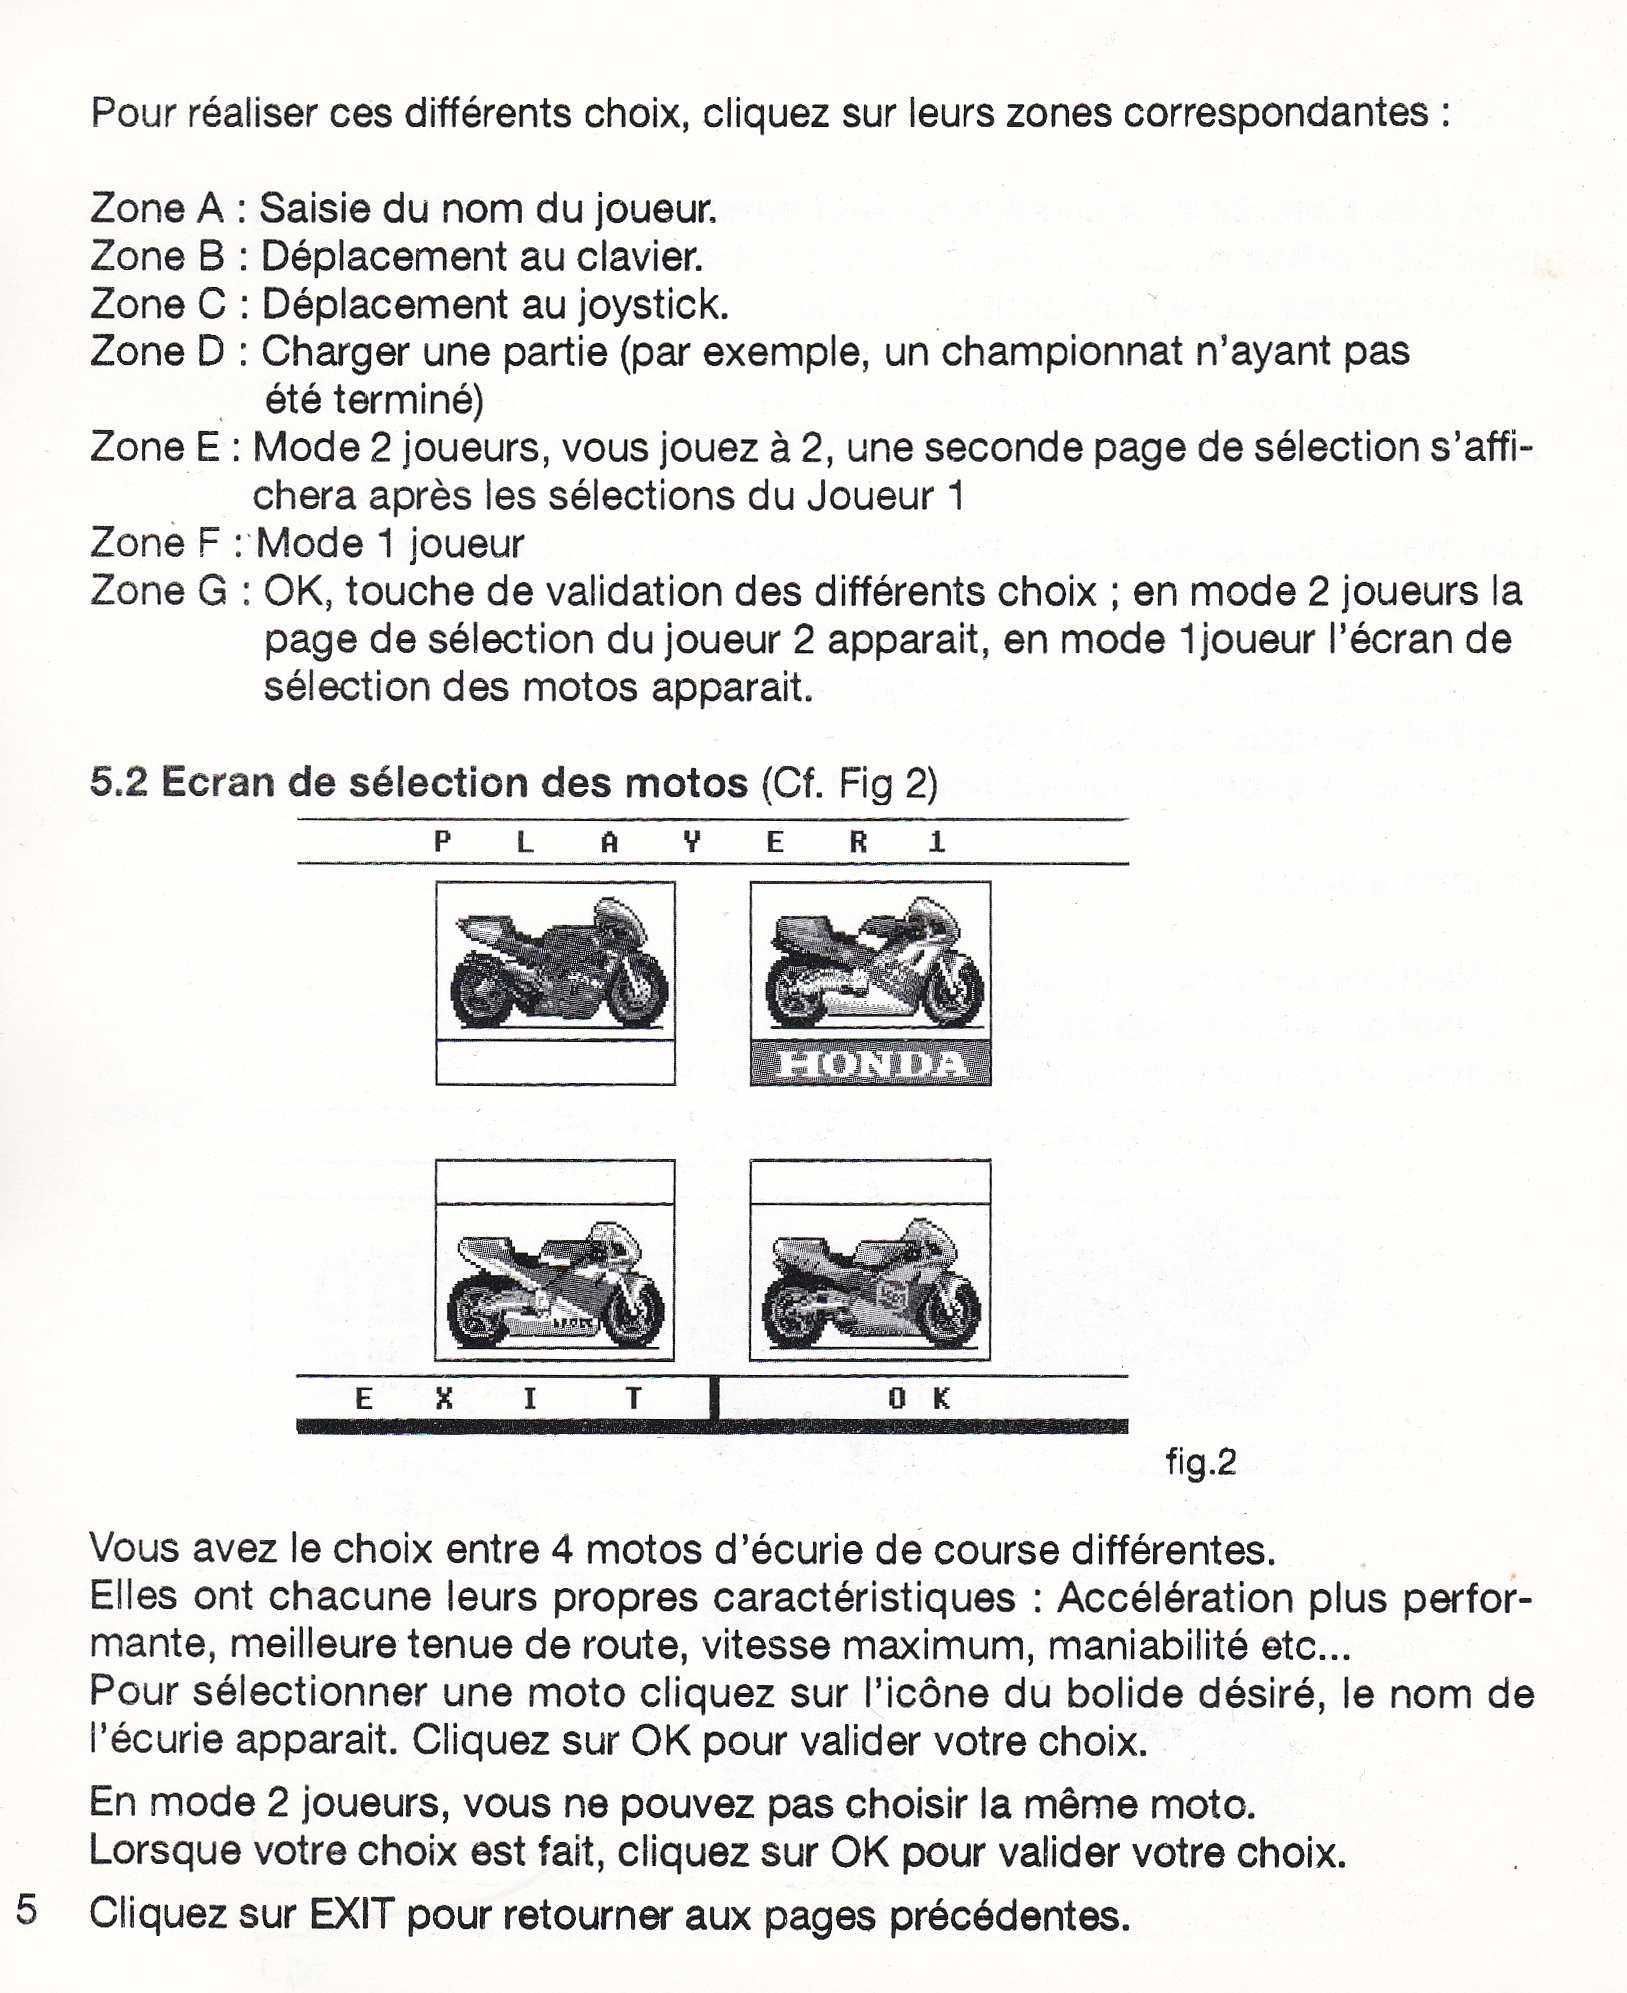 Pour réaliser ces différents choix, cliquez sur leurs zones correspondantes :
Zone A : Saisie du nom du joueur.
Zone B : Déplacement au clavier.
Zone C : Déplacement au joystick.
Zone D : Charger une partie (par exemple, un championnat n'ayant pas
été terminé)
Zone E : Mode 2 joueurs, vous jouez à 2, une seconde page de sélection s'affi-
chera après les sélections du Joueur 1
Zone F : Mode 1 joueur
Zone G : OK, touche de validation des différents choix ; en mode 2 joueurs la
page de sélection du joueur 2 apparait, en mode 1joueur l'écran de
sélection des motos apparait.
5.2 Ecran de sélection des motos (Cf. Fig 2)
P L A Y E R 1
HONDA
E X I T O K
fig.2
Vous avez le choix entre 4 motos d'écurie de course différentes.
Elles ont chacune leurs propres caractéristiques : Accélération plus perfor-
mante, meilleure tenue de route, vitesse maximum, maniabilité etc...
Pour sélectionner une moto cliquez sur l'icône du bolide désiré, le nom de
l'écurie apparait. Cliquez sur OK pour valider votre choix.
En mode 2 joueurs, vous ne pouvez pas choisir la même moto.
Lorsque votre choix est fait, cliquez sur OK pour valider votre choix.
5 Cliquez sur EXIT pour retourner aux pages précédentes.